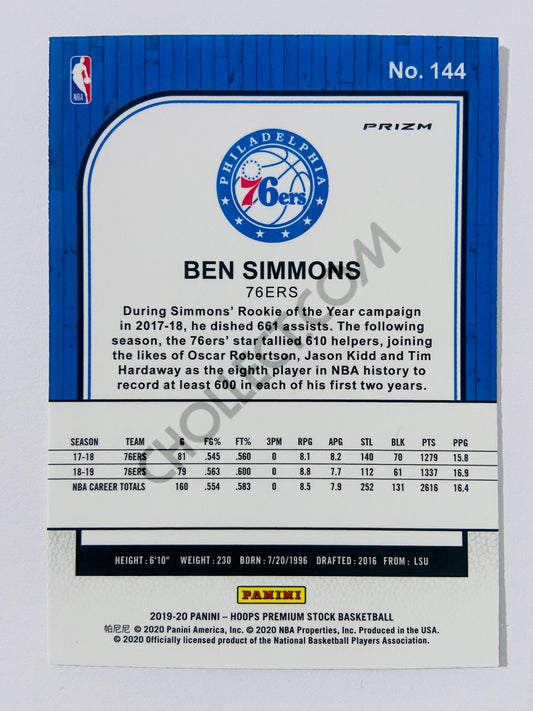 No. 144
NBA
PRIZM
PHILADELPHIA
76ers
BEN SIMMONS
76ERS
During Simmons' Rookie of the Year campaign
in 2017-18, he dished 661 assists. The following
season, the 76ers' star tallied 610 helpers, joining
the likes of Oscar Robertson, Jason Kidd and Tim
Hardaway as the eighth player in NBA history to
record at least 600 in each of his first two years.
SEASON TEAM G FG% FT% 3PM RPG APG STL BLK PTS PPG
17-18 76ERS 81 .545 .560 0 8.1 8.2 140 70 1279 15.8
18-19 76ERS 79 .563 .600 0 8.8 7.7 112 61 1337 16.9
NBA CAREER TOTALS 160 .554 .583 0 8.5 7.9 252 131 2616 16.4
HEIGHT: 6'10" WEIGHT: 230 BORN: 7/20/1996 DRAFTED: 2016 FROM: LSU
PANINI
2019-20 PANINI – HOOPS PREMIUM STOCK BASKETBALL
帕尼尼 © 2020 Panini America, Inc. © 2020 NBA Properties, Inc. Produced in the USA.
© 2020 Officially licensed product of the National Basketball Players Association.
CHOLLECT.COM